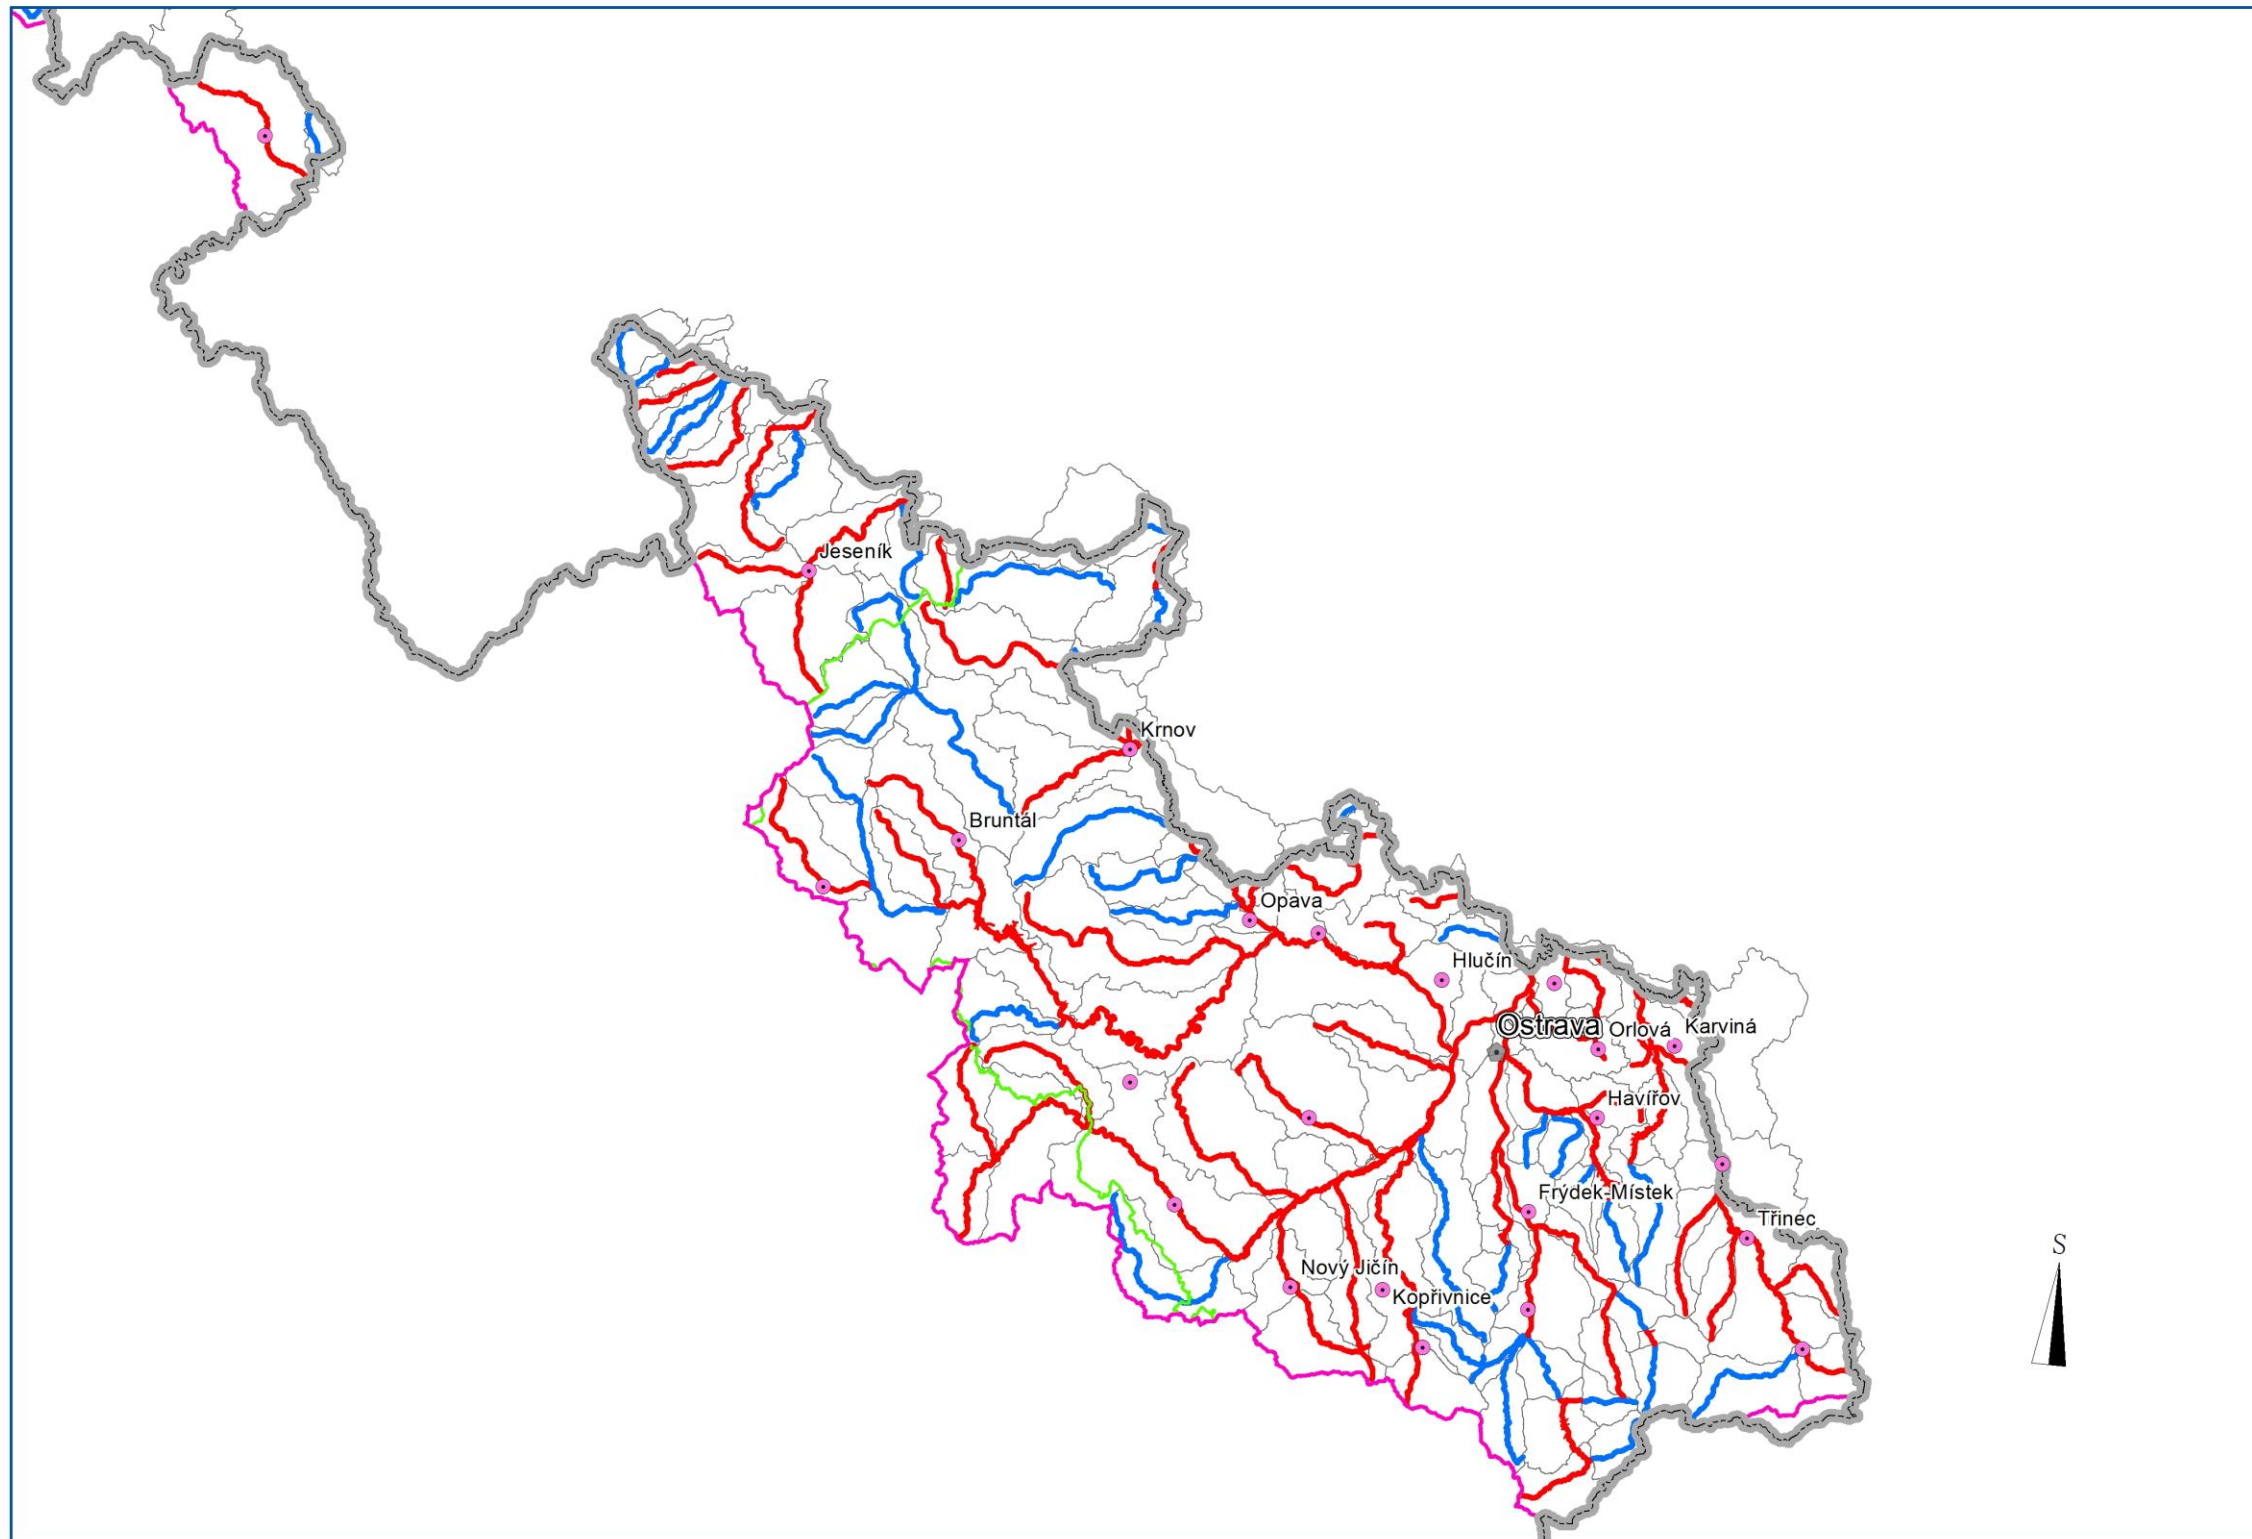 Jeseník
Krnov
Bruntál
Opava
Hlučín
Ostrava
Orlová
Karviná
Havířov
Frýdek-Místek
Třinec
Nový Jičín
Kopřivnice
S